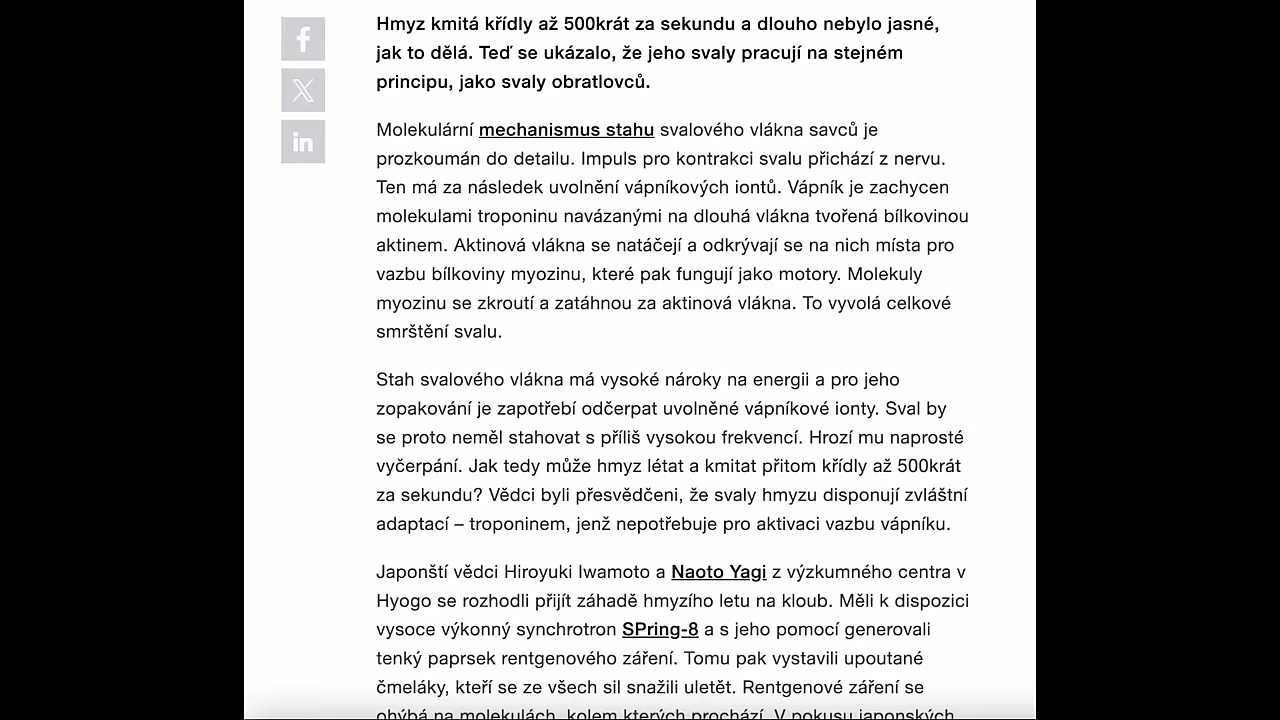 Hmyz kmitá křídly až 500krát za sekundu a dlouho nebylo jasné,
jak to dělá. Teď se ukázalo, že jeho svaly pracují na stejném
principu, jako svaly obratlovců.
Molekulární mechanismus stahu svalového vlákna savců je
prozkoumán do detailu. Impuls pro kontrakci svalu přichází z nervu.
Ten má za následek uvolnění vápníkových iontů. Vápník je zachycen
molekulami troponinu navázanými na dlouhá vlákna tvořená bílkovinou
aktinem. Aktinová vlákna se natáčejí a odkrývají se na nich místa pro
vazbu bílkoviny myozinu, které pak fungují jako motory. Molekuly
myozinu se zkroutí a zatáhnou za aktinová vlákna. To vyvolá celkové
smrštění svalu.
Stah svalového vlákna má vysoké nároky na energii a pro jeho
zopakování je zapotřebí odčerpat uvolněné vápníkové ionty. Sval by
se proto neměl stahovat s příliš vysokou frekvencí. Hrozí mu naprosté
vyčerpání. Jak tedy může hmyz létat a kmitat přitom křídly až 500krát
za sekundu? Vědci byli přesvědčeni, že svaly hmyzu disponují zvláštní
adaptací – troponinem, jenž nepotřebuje pro aktivaci vazbu vápníku.
Japonští vědci Hiroyuki Iwamoto a Naoto Yagi z výzkumného centra v
Hyogo se rozhodli přijít záhadě hmyzího letu na kloub. Měli k dispozici
vysoce výkonný synchrotron SPring-8 a s jeho pomocí generovali
tenký paprsek rentgenového záření. Tomu pak vystavili upoutané
čmeláky, kteří se ze všech sil snažili uletět. Rentgenové záření se
ohýbá na molekulách, kolem kterých prochází. V pokusu japonských